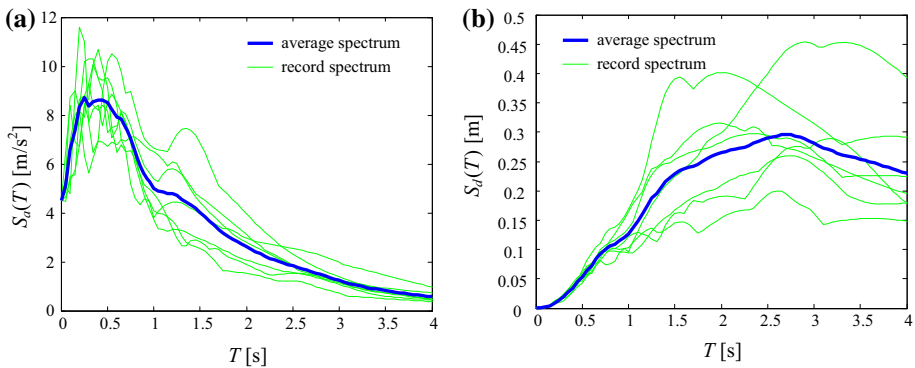 (a)
12
10
8
6
4
2
0
Sa(T) [m/s²]
average spectrum
record spectrum
0 0.5 1 1.5 2 2.5 3 3.5 4
T [s]
(b)
0.5
0.45
0.4
0.35
0.3
0.25
0.2
0.15
0.1
0.05
0
Sd(T) [m]
average spectrum
record spectrum
0 0.5 1 1.5 2 2.5 3 3.5 4
T [s]